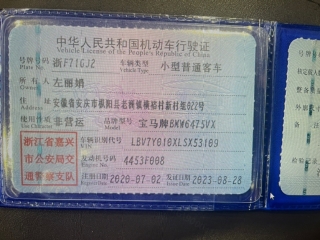 中华人民共和国机动车行驶证
Vehicle License of the People's Republic of China
号牌号码 浙F71GJ2 车辆类型 小型普通客车
Plate No. Vehicle Type
所有人 左丽娟
Owner
住址 安徽省安庆市枞阳县老洲镇横埂村新村组022号
Address
使用性质 非营运 品牌型号 宝马牌BMW6475VX
Use Character Model
浙江省嘉兴市公安局交通警察支队
车辆识别代号
VIN
发动机号码 4453F008
Engine No.
注册日期 2020-07-02 发证日期 2023-08-28
Register Date Issue Date